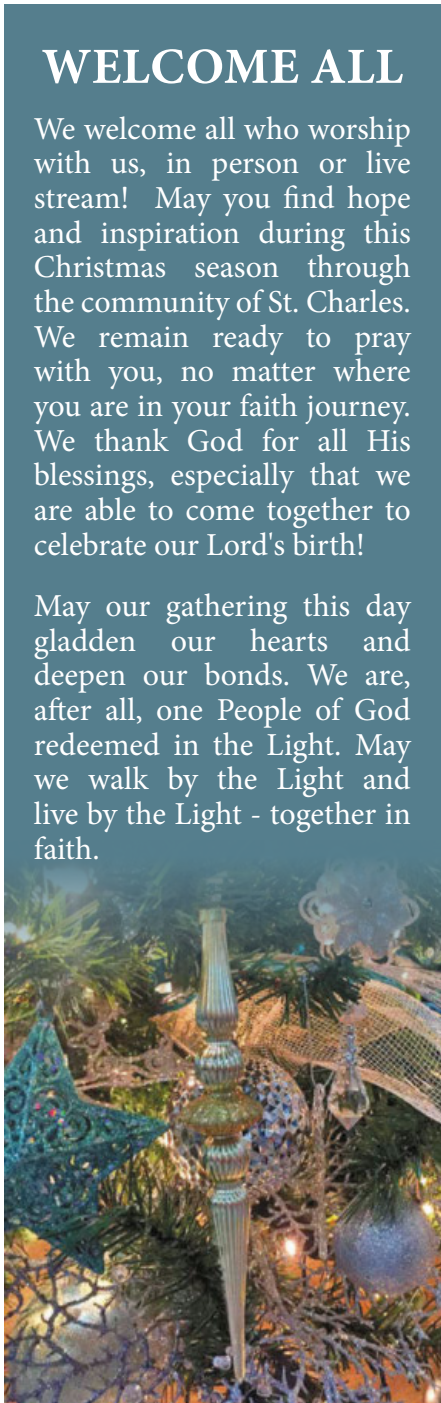 WELCOME ALL
We welcome all who worship
with us, in person or live
stream! May you find hope
and inspiration during this
Christmas season through
the community of St. Charles.
We remain ready to pray
with you, no matter where
you are in your faith journey.
We thank God for all His
blessings, especially that we
are able to come together to
celebrate our Lord's birth!
May our gathering this day
gladden our hearts and
deepen our bonds. We are,
after all, one People of God
redeemed in the Light. May
we walk by the Light and
live by the Light - together in
faith.